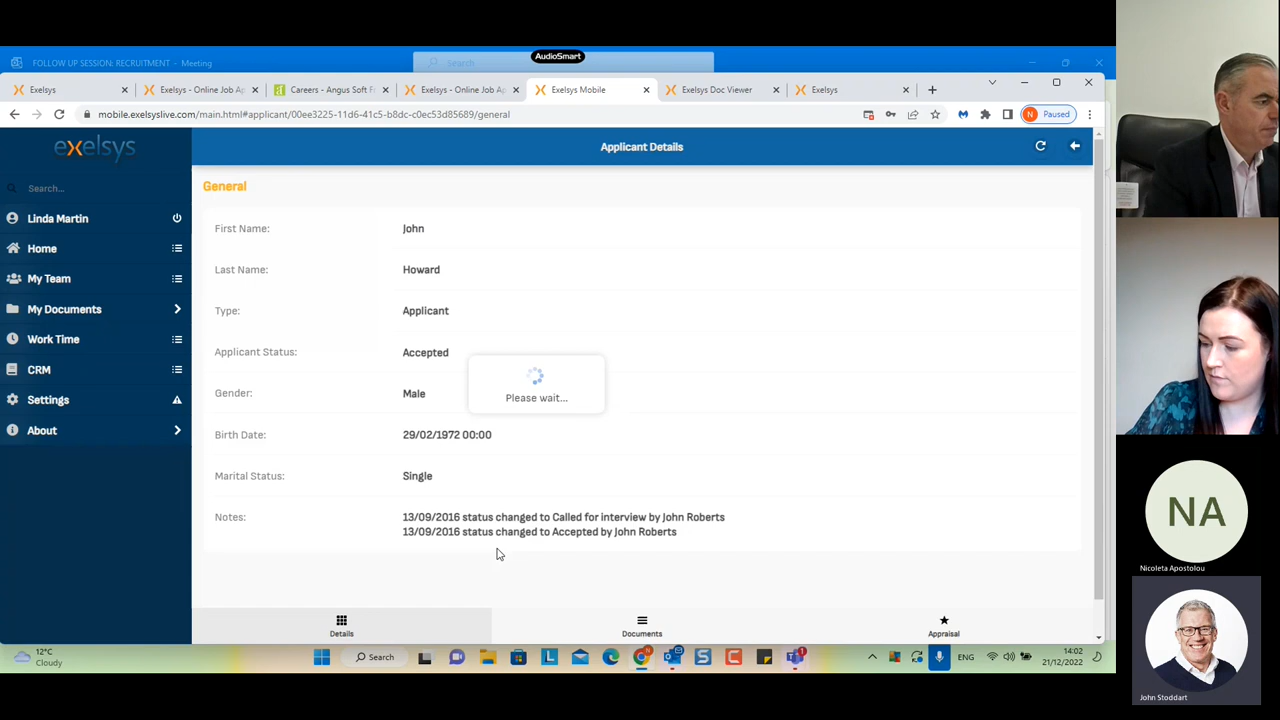 AudioSmart
FOLLOW UP SESSION: RECRUITMENT - Meeting
Search
Exelsys
Exelsys - Online Job Ap
Careers - Angus Soft F
Exelsys - Online Job Ap
Exelsys Mobile
Exelsys Doc Viewer
Exelsys
mobile.exelsyslive.com/main.html#applicant/00ee3225-11d6-41c5-b8dc-c0ec53d85689/general
N
Paused
exelsys
Applicant Details
Search...
Linda Martin
Home
My Team
My Documents
Work Time
CRM
Settings
About
General
First Name: John
Last Name: Howard
Type: Applicant
Applicant Status: Accepted
Gender: Male
Please wait...
Birth Date: 29/02/1972 00:00
Marital Status: Single
Notes: 13/09/2016 status changed to Called for interview by John Roberts
13/09/2016 status changed to Accepted by John Roberts
Details
Documents
Appraisal
12°C
Cloudy
Search
ENG
14:02
21/12/2022
NA
Nicoleta Apostolou
John Stoddart